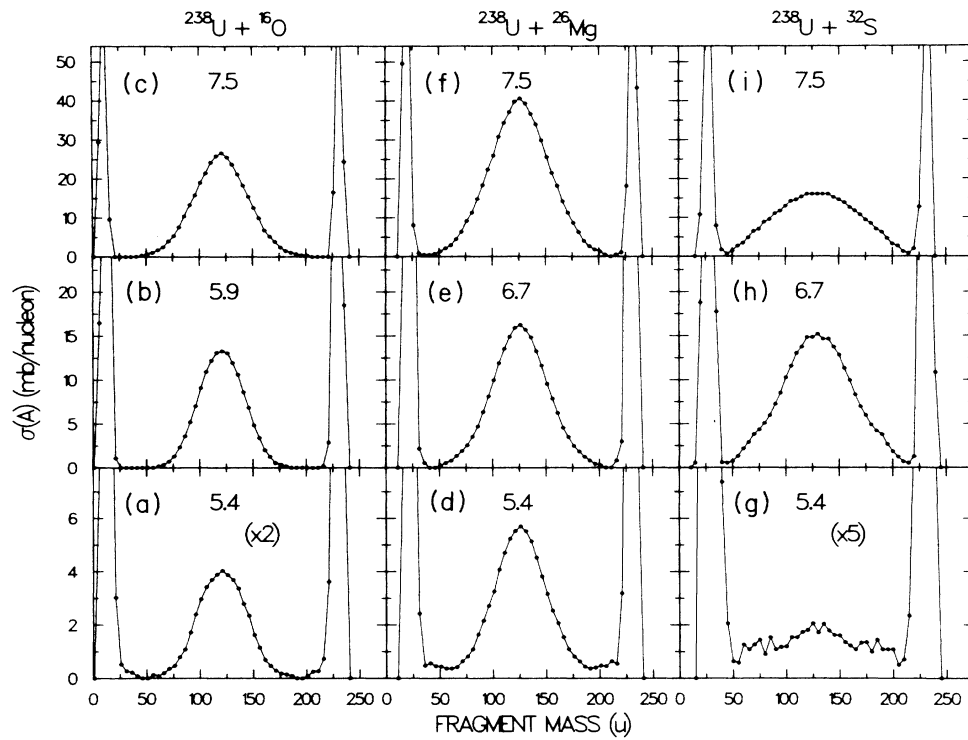 ²³⁸U + ¹⁶O ²³⁸U + ²⁶Mg ²³⁸U + ³²S
(c) 7.5 (f) 7.5 (i) 7.5
50
40
30
20
10
0
(b) 5.9 (e) 6.7 (h) 6.7
20
15
10
5
0
(a) 5.4 (x2) (d) 5.4 (g) 5.4 (x5)
6
4
2
0
σ(A) (mb/nucleon)
0 50 100 150 200 250 50 100 150 200 250 50 100 150 200 250
FRAGMENT MASS (u)